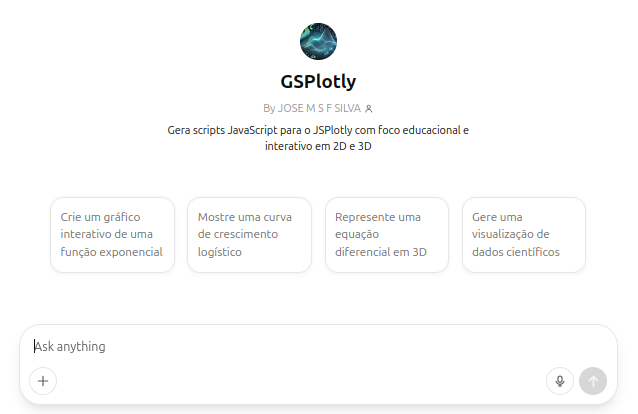 GSPlotly
By JOSE M S F SILVA
Gera scripts JavaScript para o JSPlotly com foco educacional e
interativo em 2D e 3D
Crie um gráfico
interativo de uma
função exponencial
Mostre uma curva
de crescimento
logístico
Represente uma
equação
diferencial em 3D
Gere uma
visualização de
dados científicos
Ask anything